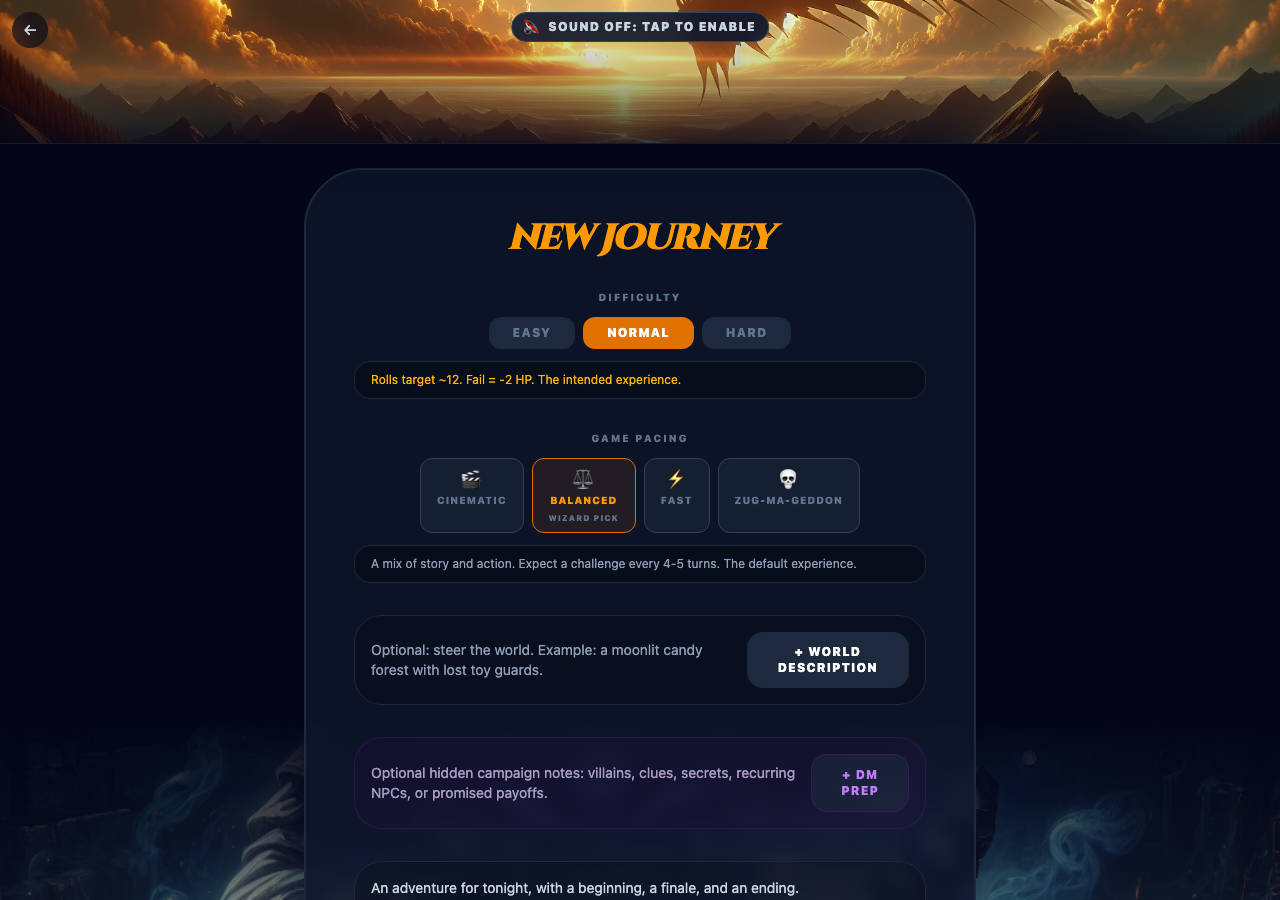 SOUND OFF: TAP TO ENABLE
NEW JOURNEY
DIFFICULTY
EASY
NORMAL
HARD
Rolls target ~12. Fail = -2 HP. The intended experience.
GAME PACING
CINEMATIC
BALANCED
WIZARD PICK
FAST
ZUG-MA-GEDDON
A mix of story and action. Expect a challenge every 4-5 turns. The default experience.
Optional: steer the world. Example: a moonlit candy
forest with lost toy guards.
+ WORLD
DESCRIPTION
Optional hidden campaign notes: villains, clues, secrets, recurring
NPCs, or promised payoffs.
+ DM
PREP
An adventure for tonight, with a beginning, a finale, and an ending.